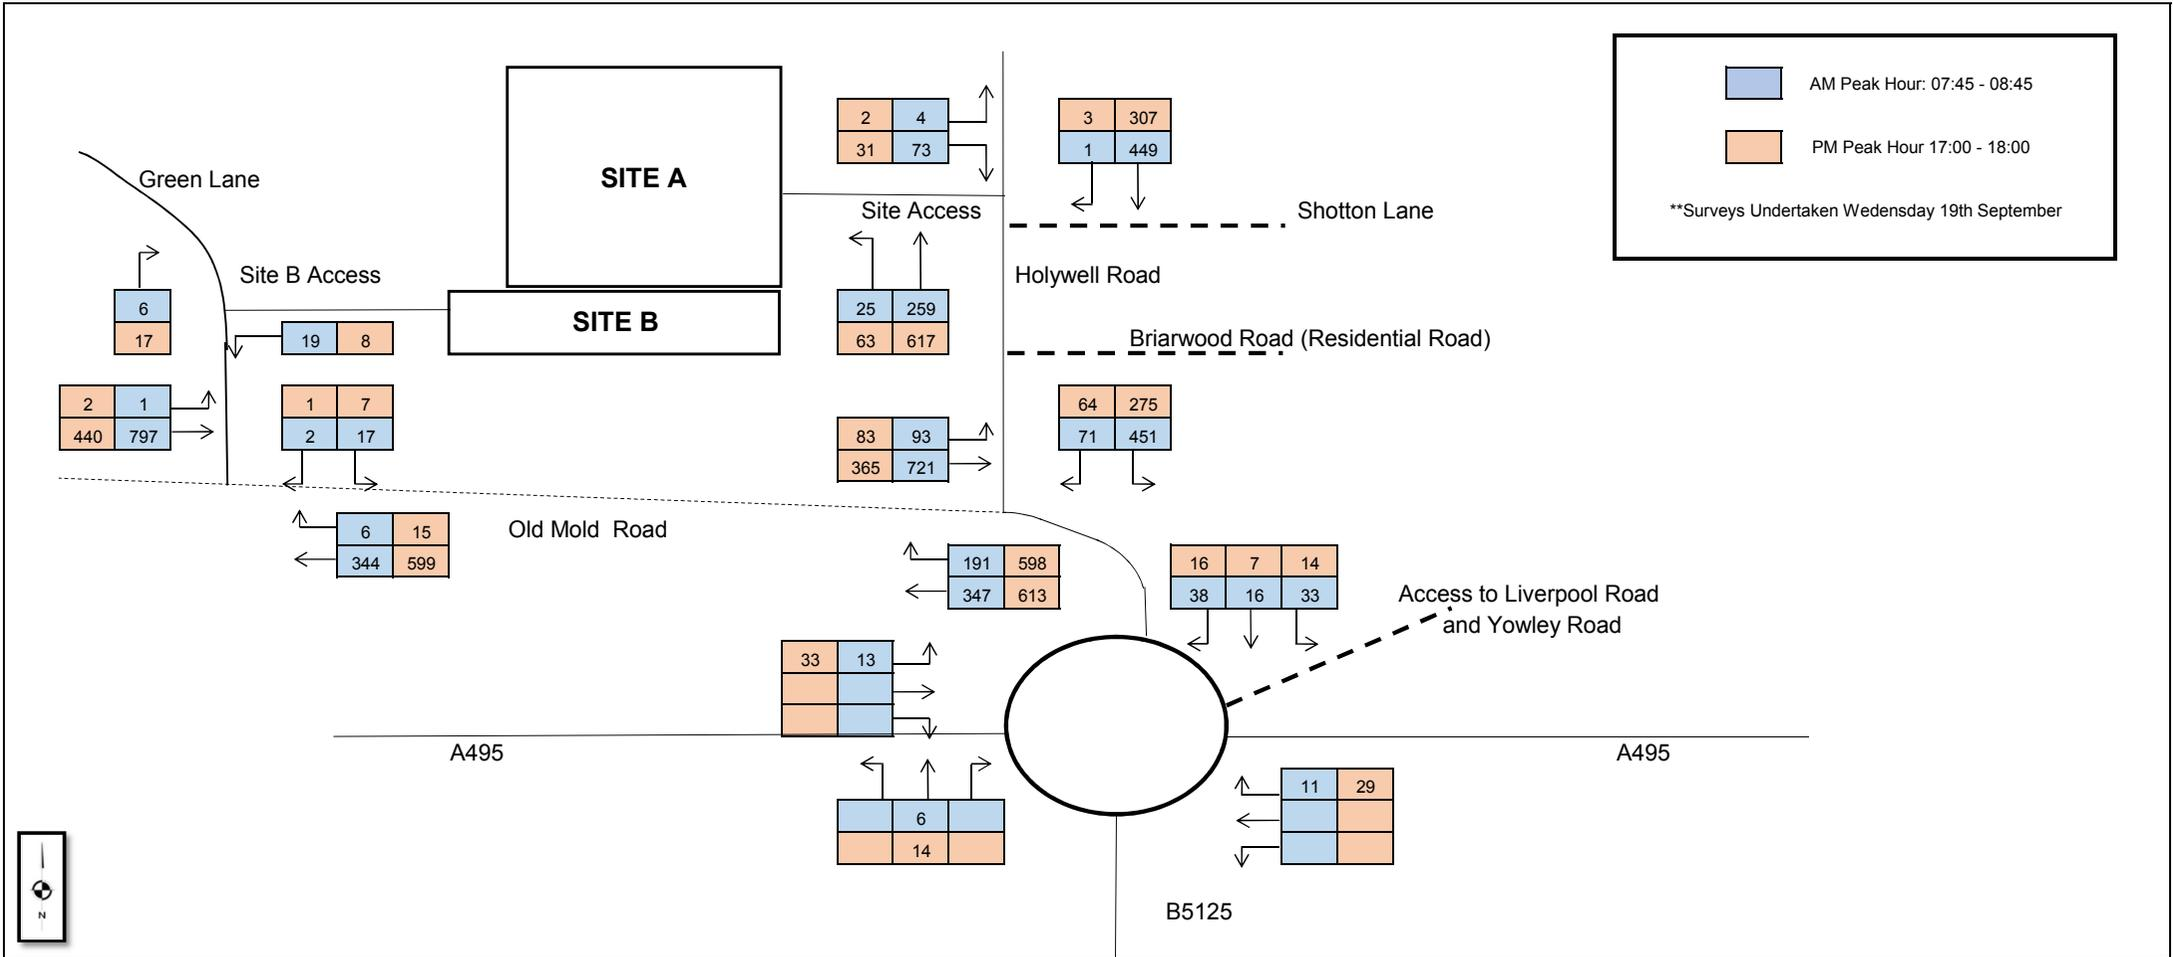 2 4
31 73
3 307
1 449
AM Peak Hour: 07:45 - 08:45
PM Peak Hour 17:00 - 18:00
**Surveys Undertaken Wedensday 19th September
Green Lane
SITE A
Site Access
Shotton Lane
Site B Access
Holywell Road
6
17
19 8
SITE B
25 259
63 617
Briarwood Road (Residential Road)
2 1
440 797
1 7
2 17
83 93
365 721
64 275
71 451
6 15
344 599
Old Mold Road
191 598
347 613
16 7 14
38 16 33
Access to Liverpool Road
and Yowley Road
33 13
A495
A495
6
14
11 29
B5125
N